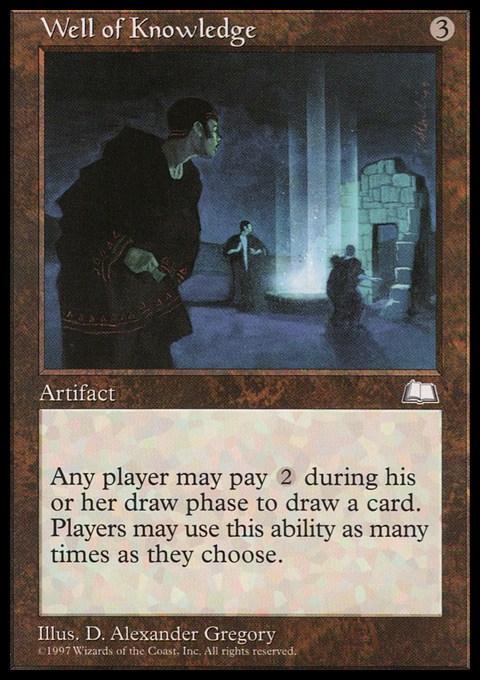 Well of Knowledge 3
Artifact
Any player may pay 2 during his
or her draw phase to draw a card.
Players may use this ability as many
times as they choose.
Illus. D. Alexander Gregory
©1997 Wizards of the Coast, Inc. All rights reserved.